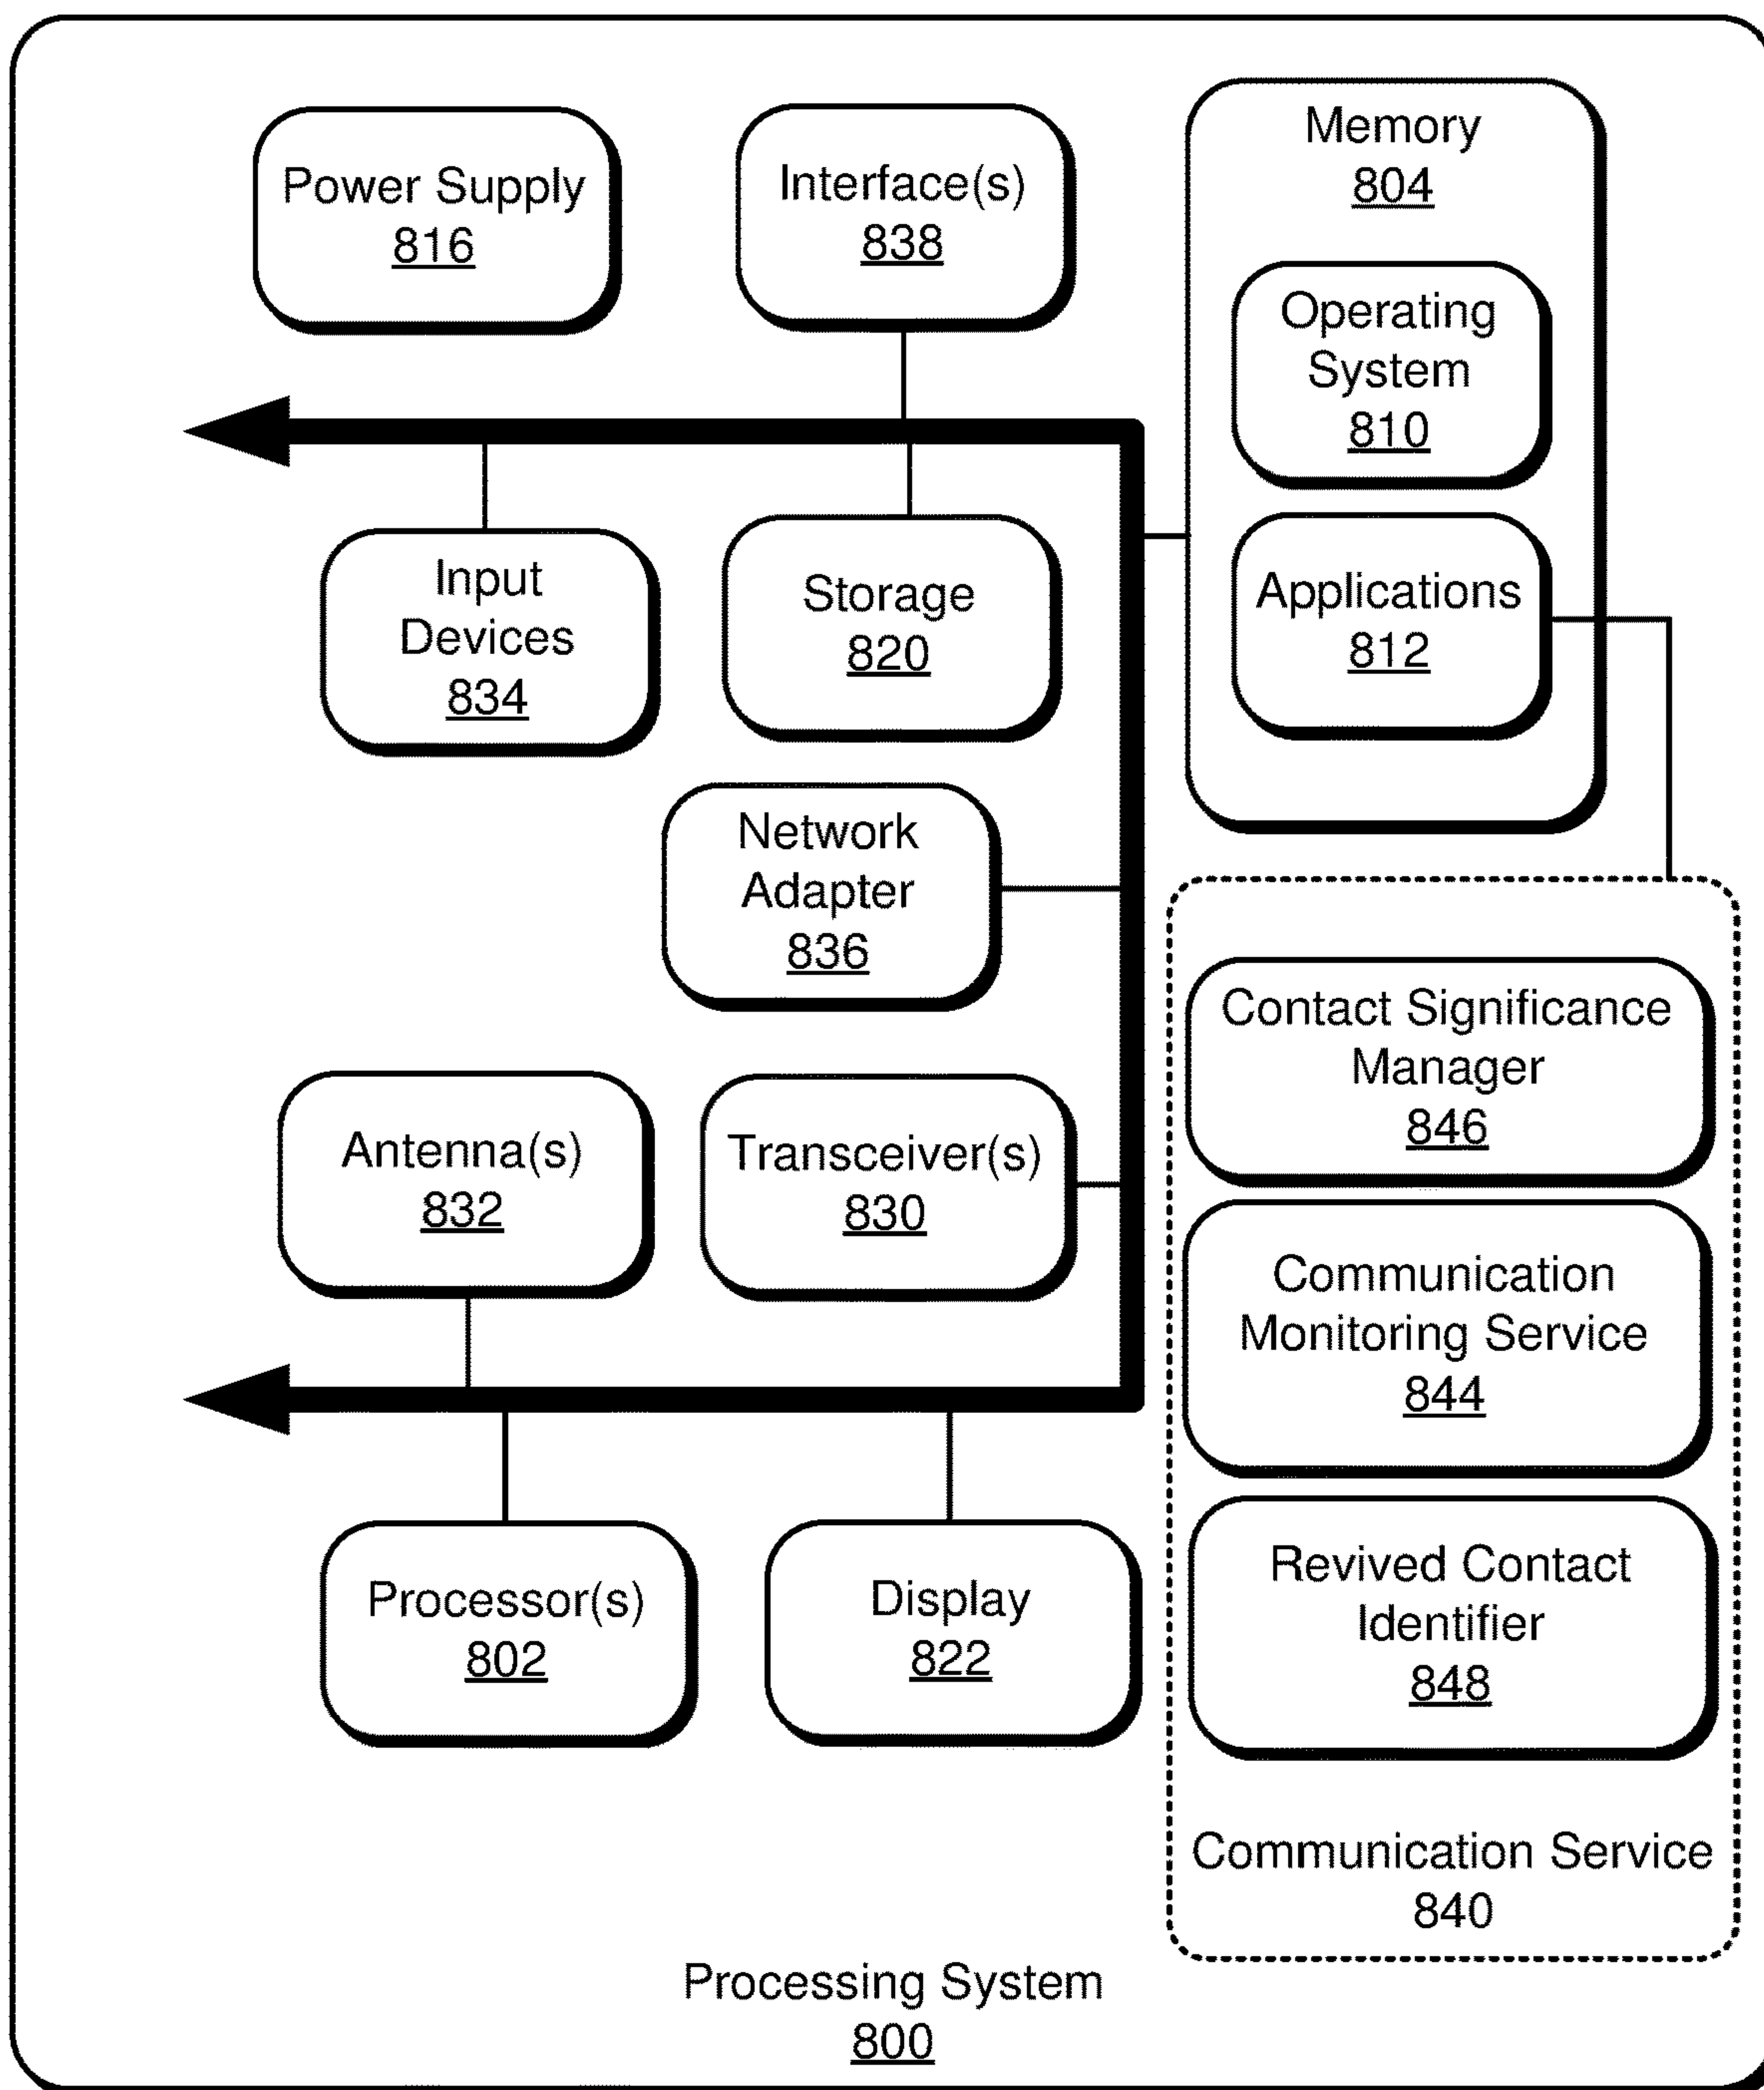 Power Supply
816
Interface(s)
838
Memory
804
Operating
System
810
Applications
812
Input
Devices
834
Storage
820
Network
Adapter
836
Antenna(s)
832
Transceiver(s)
830
Contact Significance
Manager
846
Communication
Monitoring Service
844
Revived Contact
Identifier
848
Communication Service
840
Processor(s)
802
Display
822
Processing System
800